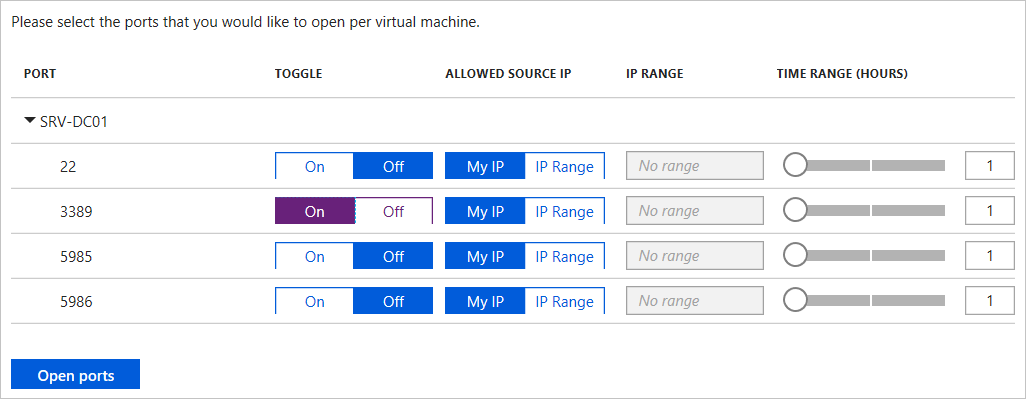 Please select the ports that you would like to open per virtual machine.
PORT TOGGLE ALLOWED SOURCE IP IP RANGE TIME RANGE (HOURS)
SRV-DC01
22 On Off My IP IP Range No range 1
3389 On Off My IP IP Range No range 1
5985 On Off My IP IP Range No range 1
5986 On Off My IP IP Range No range 1
Open ports